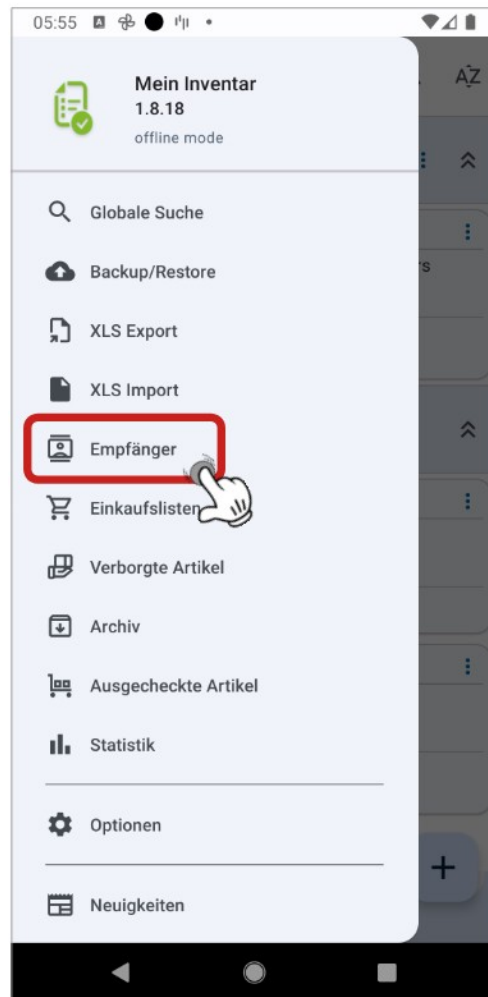 05:55
Mein Inventar
1.8.18
offline mode
AZ
Globale Suche
rs
Backup/Restore
XLS Export
XLS Import
Empfänger
Einkaufslisten
Verborgte Artikel
Archiv
Ausgecheckte Artikel
Statistik
Optionen
Neuigkeiten